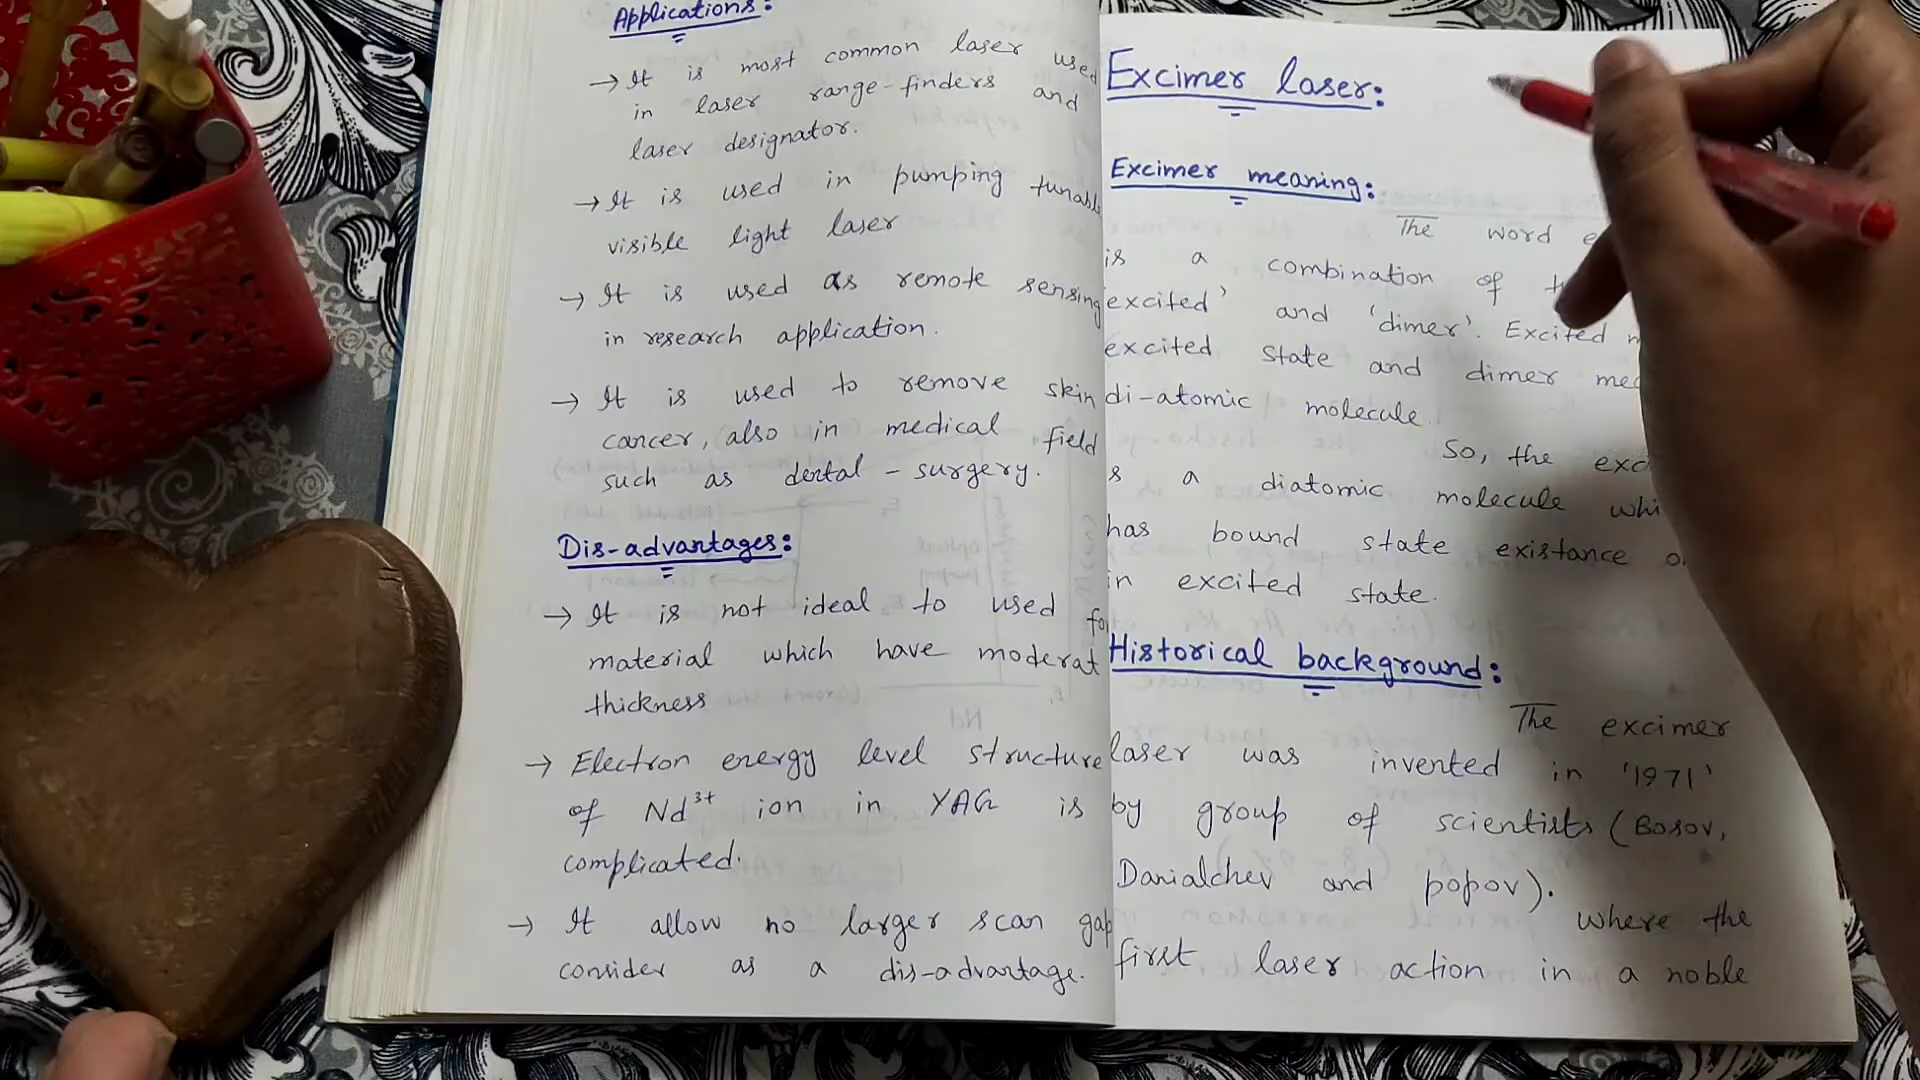 Applications:
→ It is most common laser used
in laser range-finders and
laser designator.
→ It is used in pumping tunable
visible light laser
→ It is used as remote sensing
in research application.
→ It is used to remove skin
cancer, also in medical field
such as dental - surgery.
Dis-advantages:
→ It is not ideal to used for
material which have moderat
thickness
→ Electron energy level structure
of Nd³⁺ ion in YAG is
complicated.
→ It allow no larger scan gap
consider as a dis-advantage.
Excimer laser:
Excimer meaning:
The word
is a combination of
excited' and 'dimer'. Excited
excited state and dimer
di-atomic molecule.
So, the
a diatomic molecule
has bound state existance
in excited state.
Historical background:
The excimer
laser was invented in '1971'
by group of scientists (Bosov,
Danialchev and popov).
where the
first laser action in a noble